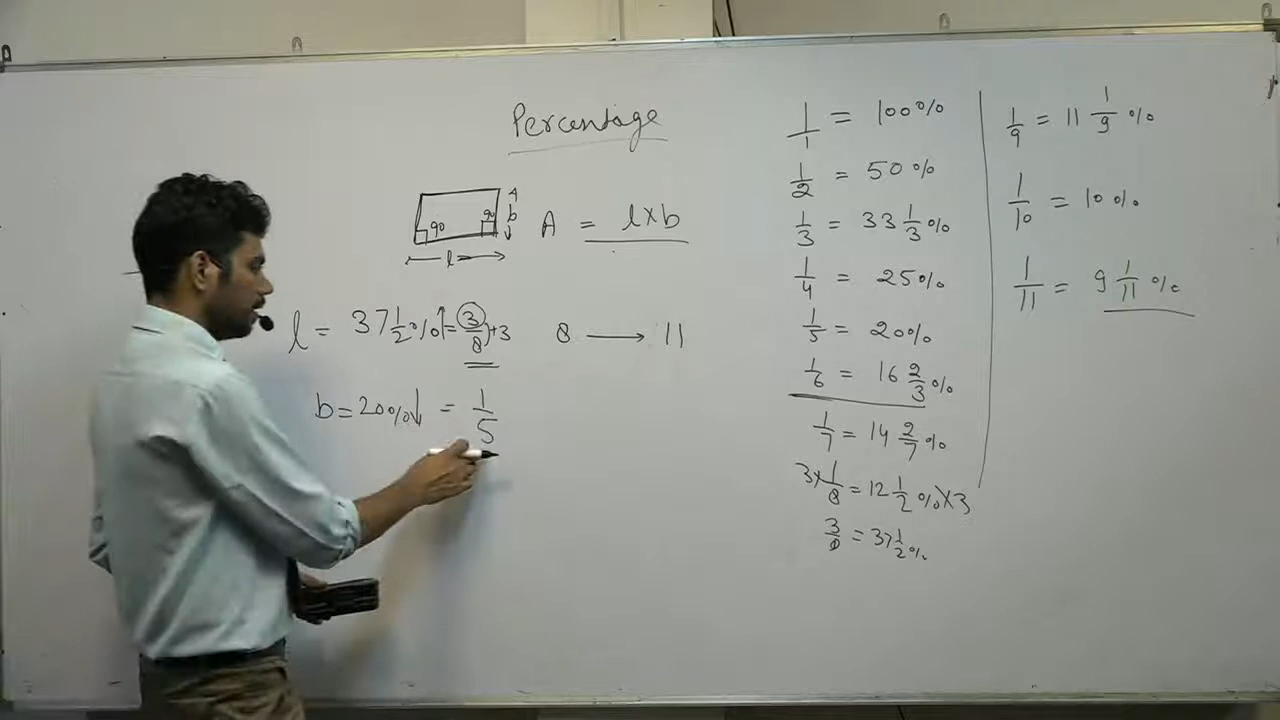 Percentage
90 90 b
l
A = l×b
l = 37 1/2 %↑ = 3/8 +3 8 → 11
b = 20%↓ = 1/5
1/1 = 100%
1/2 = 50%
1/3 = 33 1/3 %
1/4 = 25%
1/5 = 20%
1/6 = 16 2/3 %
1/7 = 14 2/7 %
3× 1/8 = 12 1/2 % ×3
3/8 = 37 1/2 %
1/9 = 11 1/9 %
1/10 = 10%
1/11 = 9 1/11 %